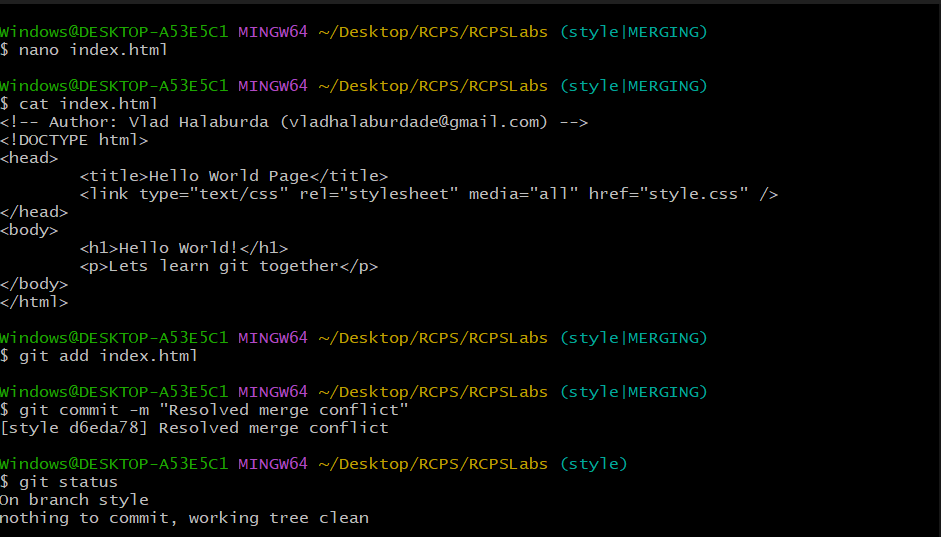 Windows@DESKTOP-A53E5C1 MINGW64 ~/Desktop/RCPS/RCPSLabs (style|MERGING)
$ nano index.html
Windows@DESKTOP-A53E5C1 MINGW64 ~/Desktop/RCPS/RCPSLabs (style|MERGING)
$ cat index.html
<!-- Author: Vlad Halaburda (vladhalaburdade@gmail.com) -->
<!DOCTYPE html>
<head>
        <title>Hello World Page</title>
        <link type="text/css" rel="stylesheet" media="all" href="style.css" />
</head>
<body>
        <h1>Hello World!</h1>
        <p>Lets learn git together</p>
</body>
</html>
Windows@DESKTOP-A53E5C1 MINGW64 ~/Desktop/RCPS/RCPSLabs (style|MERGING)
$ git add index.html
Windows@DESKTOP-A53E5C1 MINGW64 ~/Desktop/RCPS/RCPSLabs (style|MERGING)
$ git commit -m "Resolved merge conflict"
[style d6eda78] Resolved merge conflict
Windows@DESKTOP-A53E5C1 MINGW64 ~/Desktop/RCPS/RCPSLabs (style)
$ git status
On branch style
nothing to commit, working tree clean